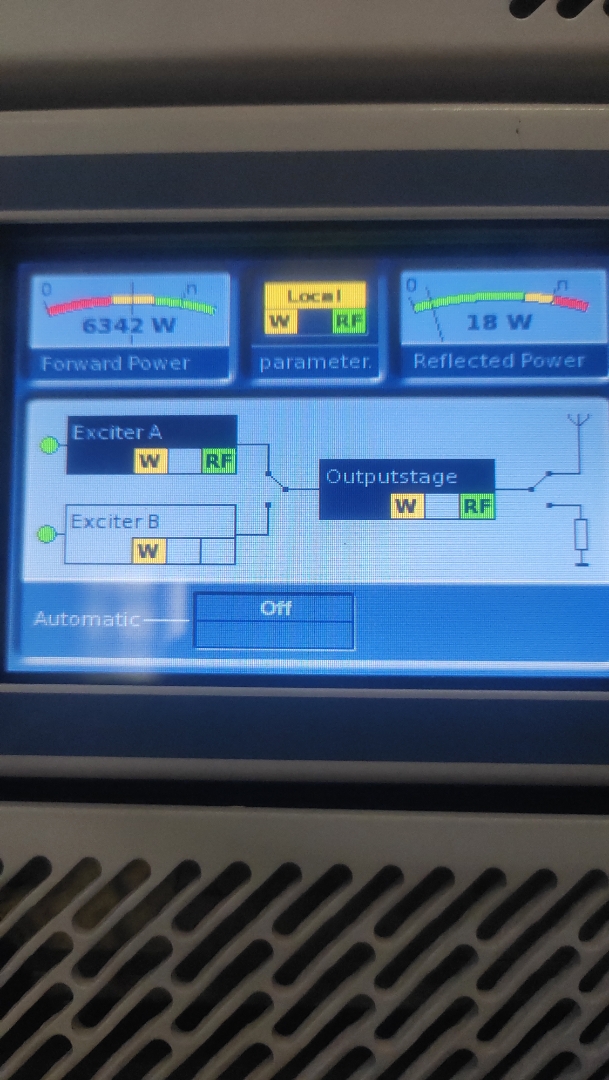 0 n
6342 W
Forward Power
Local
W RF
parameter.
0 n
18 W
Reflected Power
Exciter A
W RF
Exciter B
W
Outputstage
W RF
Automatic
Off